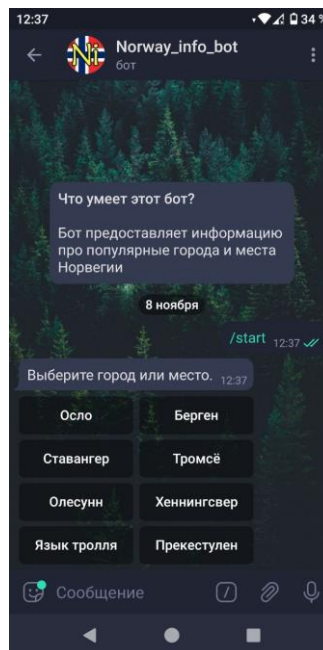 12:37
34 %
Ni
Norway_info_bot
бот
Что умеет этот бот?
Бот предоставляет информацию
про популярные города и места
Норвегии
8 ноября
/start 12:37
Выберите город или место. 12:37
Осло Берген
Ставангер Тромсё
Олесунн Хеннингсвер
Язык тролля Прекестулен
Сообщение